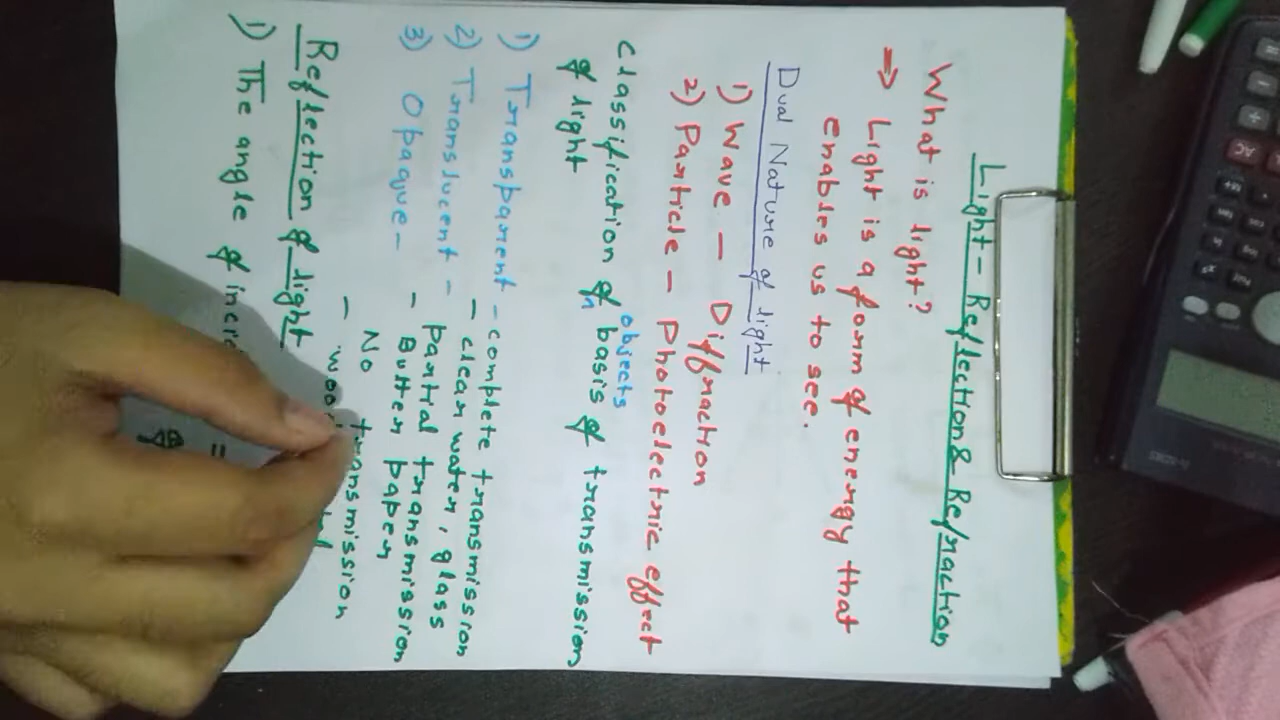 Light - Reflection & Refraction
What is light?
⇒ Light is a form of energy that
enables us to see.
Dual Nature of light
1) Wave - Diffraction
2) Particle - Photoelectric effect
objects
Classification of n basis of transmission
of light
1) Transparent - complete transmission
- clear water, glass
2) Translucent - partial transmission
- Butter paper
3) Opaque - No transmission
-
Reflection of light
1) The angle of
=